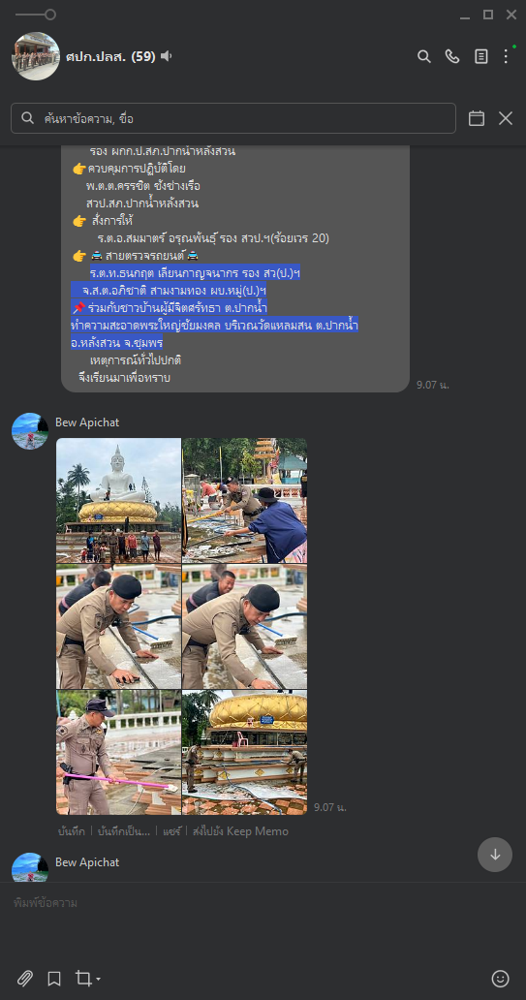 ศปก.ปลส. (59)
ค้นหาข้อความ, ชื่อ
รอง ผกก.ป.สภ.ปากน้ำหลังสวน
👉ควบคุมการปฏิบัติโดย
พ.ต.ต.ครรชิต ชั่งช่างเรือ
สวป.สภ.ปากน้ำหลังสวน
👉 สั่งการให้
ร.ต.อ.สมมาตร์ อรุณพันธุ์ รอง สวป.ฯ(ร้อยเวร 20)
👉 🚔 สายตรวจรถยนต์ 🚔
ร.ต.ท.ธนกฤต เลียนกาญจนากร รอง สว(ป.)ฯ
จ.ส.ต.อภิชาติ สามงามทอง ผบ.หมู่(ป.)ฯ
📌ร่วมกับชาวบ้านผู้มีจิตศรัทธา ต.ปากน้ำ
ทำความสะอาดพระใหญ่ชัยมงคล บริเวณวัดแหลมสน ต.ปากน้ำ
อ.หลังสวน จ.ชุมพร
เหตุการณ์ทั่วไปปกติ
จึงเรียนมาเพื่อทราบ
9.07 น.
Bew Apichat
9.07 น.
บันทึก | บันทึกเป็น... | แชร์ | ส่งไปยัง Keep Memo
Bew Apichat
พิมพ์ข้อความ